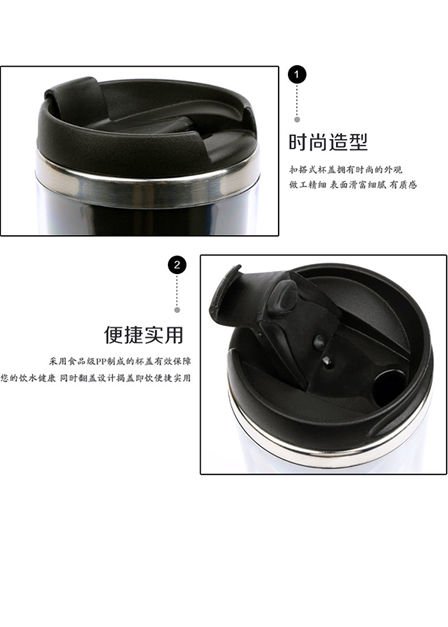 1
时尚造型
扣搭式杯盖拥有时尚的外观
做工精细 表面滑富细腻 有质感
2
便捷实用
采用食品级PP制成的杯盖有效保障
您的饮水健康 同时翻盖设计揭盖即饮便捷实用